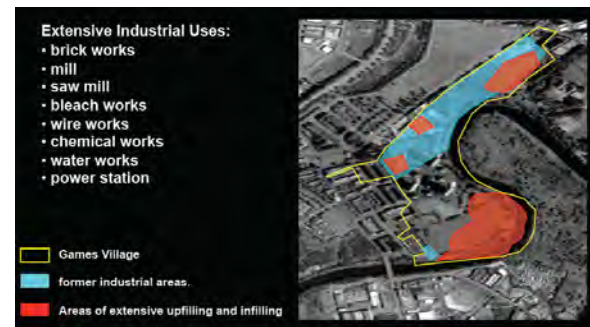 Extensive Industrial Uses:
• brick works
• mill
• saw mill
• bleach works
• wire works
• chemical works
• water works
• power station
Games Village
former industrial areas.
Areas of extensive upfilling and infilling